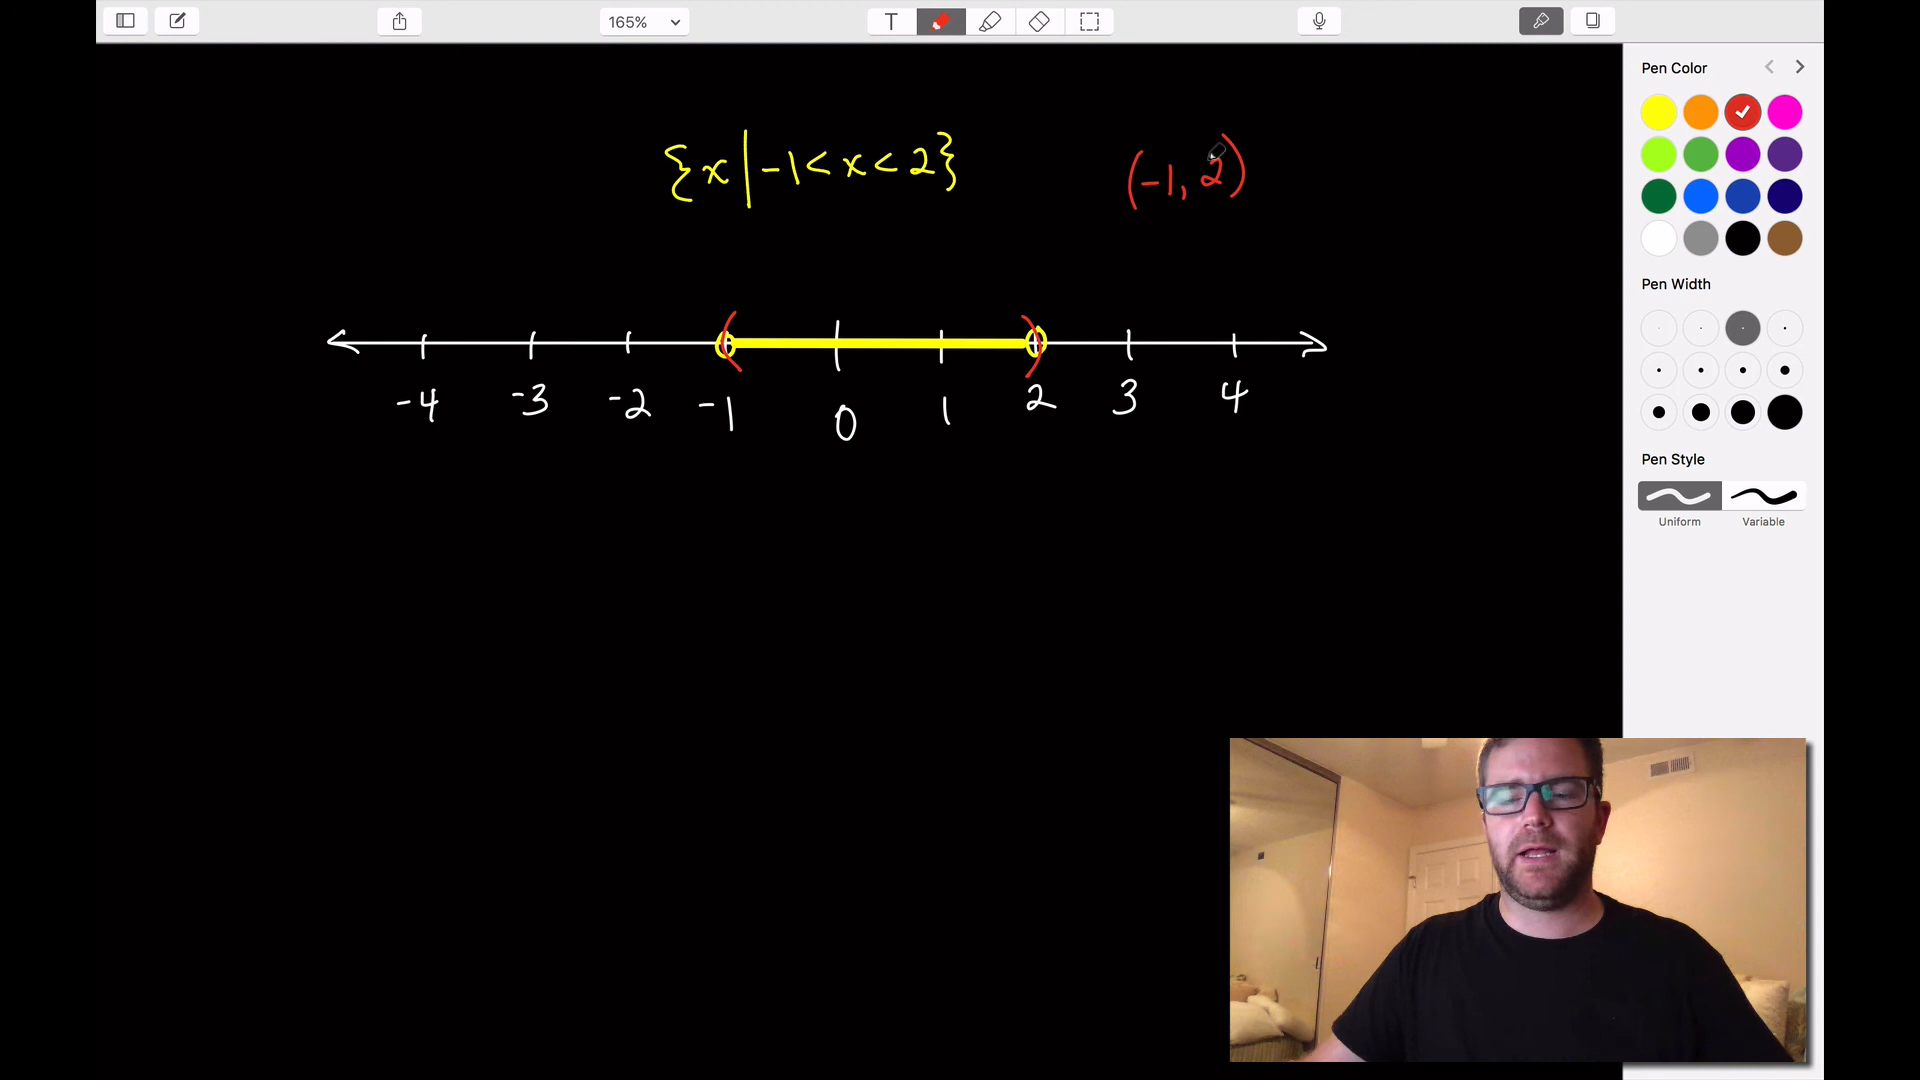 165%
T
Pen Color
{x | -1 < x < 2}
(-1, 2)
-4 -3 -2 -1 0 1 2 3 4
Pen Width
Pen Style
Uniform
Variable